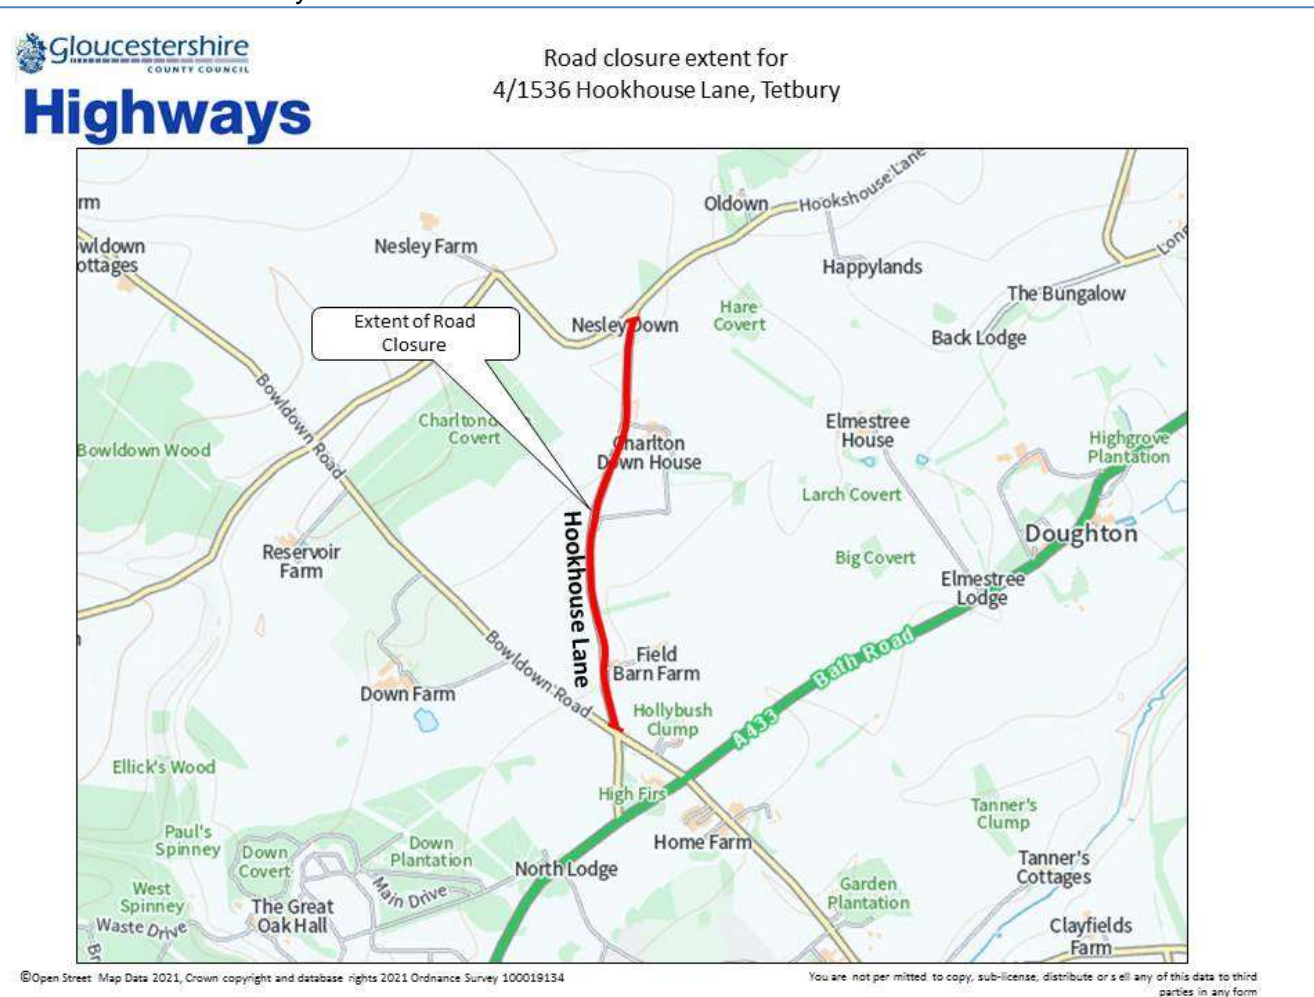 Gloucestershire
COUNTY COUNCIL
Highways
Road closure extent for
4/1536 Hookhouse Lane, Tetbury
rm
Oldown
Hookshouse Lane
wldown
ottages
Nesley Farm
Happylands
Long
The Bungalow
Hare
Covert
Extent of Road
Closure
Nesley Down
Back Lodge
Bowldown Road
Charlton
Covert
Elmestree
House
Charlton
Down House
Highgrove
Plantation
Bowldown Wood
Larch Covert
Hookhouse Lane
Doughton
Reservoir
Farm
Big Covert
Elmestree
Lodge
Bath Road
Bowldown Road
Field
Barn Farm
Down Farm
Hollybush
Clump
A433
Ellick's Wood
High Firs
Tanner's
Clump
Paul's
Spinney
Down
Covert
Down
Plantation
Home Farm
North Lodge
Tanner's
Cottages
Main Drive
West
Spinney
Garden
Plantation
The Great
Oak Hall
Waste Drive
Clayfields
Farm
Br
©Open Street Map Data 2021, Crown copyright and database rights 2021 Ordnance Survey 100019134
You are not per mitted to copy, sub-license, distribute or s ell any of this data to third
parties in any form